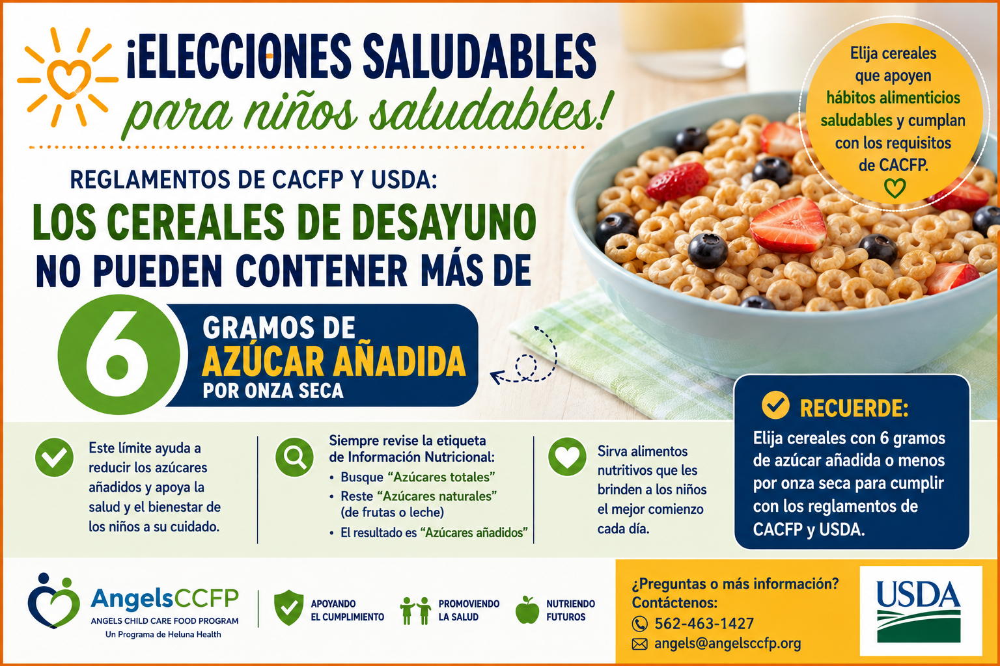 ¡ELECCIONES SALUDABLES
para niños saludables!
Elija cereales
que apoyen
hábitos alimenticios
saludables y cumplan
con los requisitos
de CACFP.
REGLAMENTOS DE CACFP Y USDA:
LOS CEREALES DE DESAYUNO
NO PUEDEN CONTENER MÁS DE
6
GRAMOS DE
AZÚCAR AÑADIDA
POR ONZA SECA
Este límite ayuda a
reducir los azúcares
añadidos y apoya la
salud y el bienestar de
los niños a su cuidado.
Siempre revise la etiqueta
de Información Nutricional:
• Busque “Azúcares totales”
• Reste “Azúcares naturales”
(de frutas o leche)
• El resultado es “Azúcares añadidos”
Sirva alimentos
nutritivos que les
brinden a los niños
el mejor comienzo
cada día.
RECUERDE:
Elija cereales con 6 gramos
de azúcar añadida o menos
por onza seca para cumplir
con los reglamentos de
CACFP y USDA.
AngelsCCFP
ANGELS CHILD CARE FOOD PROGRAM
Un Programa de Heluna Health
APOYANDO
EL CUMPLIMIENTO
PROMOVIENDO
LA SALUD
NUTRIENDO
FUTUROS
¿Preguntas o más información?
Contáctenos:
562-463-1427
angels@angelsccfp.org
USDA